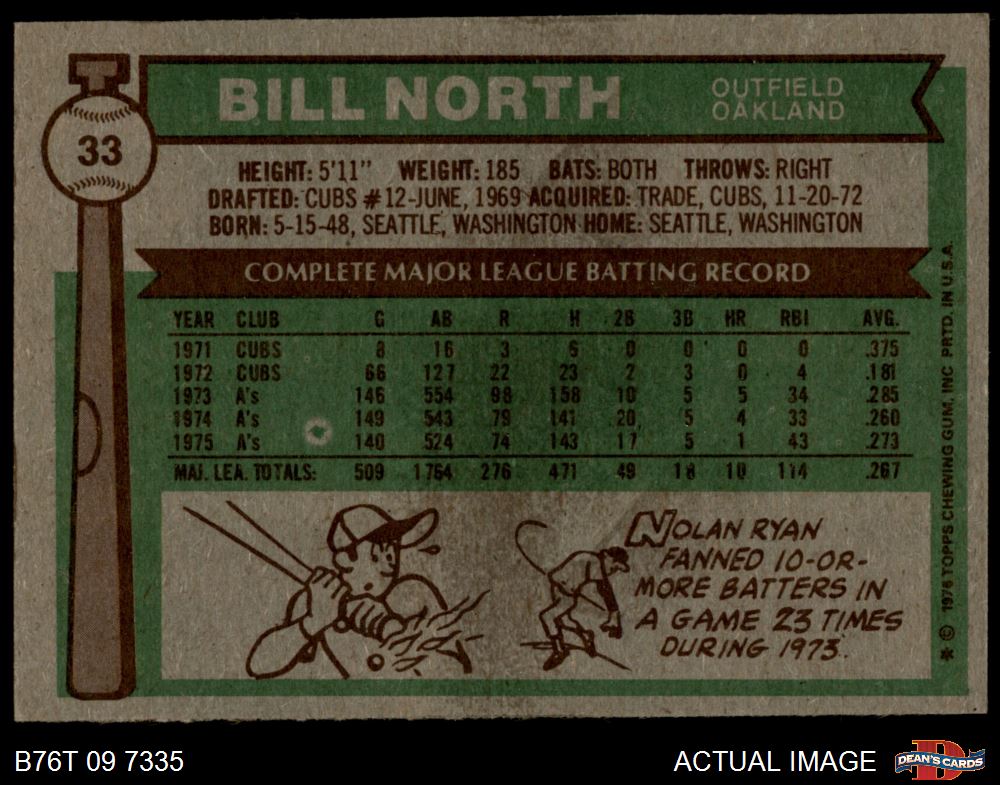 33
BILL NORTH
OUTFIELD
OAKLAND
HEIGHT: 5'11" WEIGHT: 185 BATS: BOTH THROWS: RIGHT
DRAFTED: CUBS #12-JUNE, 1969 ACQUIRED: TRADE, CUBS, 11-20-72
BORN: 5-15-48, SEATTLE, WASHINGTON HOME: SEATTLE, WASHINGTON
COMPLETE MAJOR LEAGUE BATTING RECORD
YEAR CLUB G AB R H 2B 3B HR RBI AVG.
1971 CUBS 8 16 3 6 0 0 0 0 .375
1972 CUBS 66 127 22 23 2 3 0 4 .181
1973 A's 146 554 98 158 10 5 5 34 .285
1974 A's 149 543 79 141 20 5 4 33 .260
1975 A's 140 524 74 143 17 5 1 43 .273
MAJ. LEA. TOTALS: 509 1764 276 471 49 18 10 114 .267
NOLAN RYAN
FANNED 10-OR-
MORE BATTERS IN
A GAME 23 TIMES
DURING 1973.
* © 1976 TOPPS CHEWING GUM, INC PRTD. IN U.S.A.
B76T 09 7335
ACTUAL IMAGE
D
DEAN'S CARDS